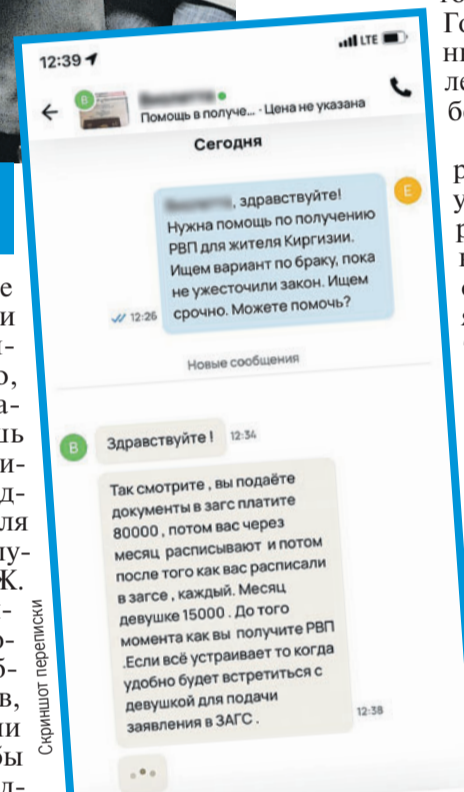 12:39
LTE
В
Помощь в получе... · Цена не указана
Сегодня
, здравствуйте!
Нужна помощь по получению
РВП для жителя Киргизии.
Ищем вариант по браку, пока
не ужесточили закон. Ищем
срочно. Можете помочь?
12:26
Е
Новые сообщения
В
Здравствуйте !
12:34
Так смотрите , вы подаёте
документы в загс платите
80000 , потом вас через
месяц расписывают и потом
после того как вас расписали
в загсе , каждый. Месяц
девушке 15000 . До того
момента как вы получите РВП
.Если всё устраивает то когда
удобно будет встретиться с
девушкой для подачи
заявления в ЗАГС .
12:38
Скриншот переписки